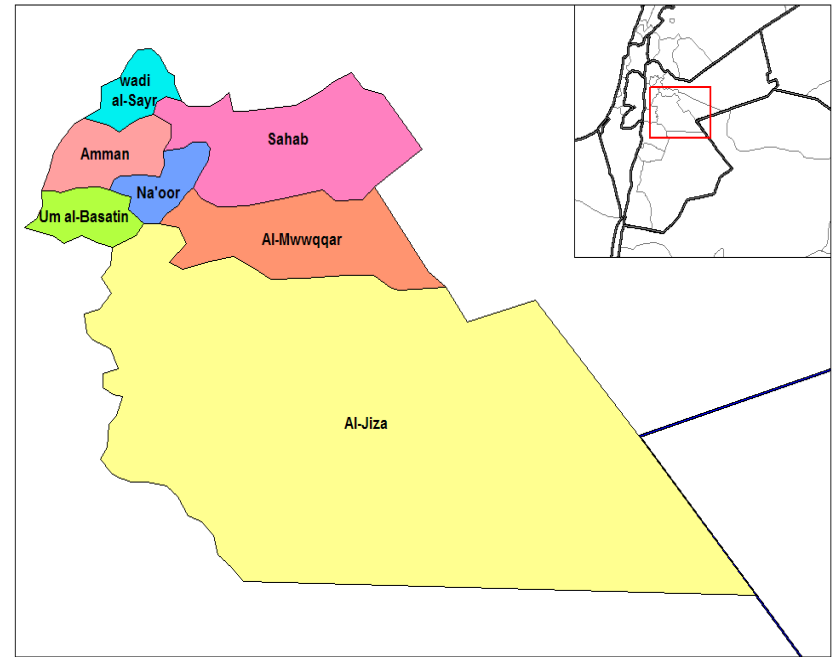 wadi
al-Sayr
Sahab
Amman
Na'oor
Um al-Basatin
Al-Mwwqqar
Al-Jiza